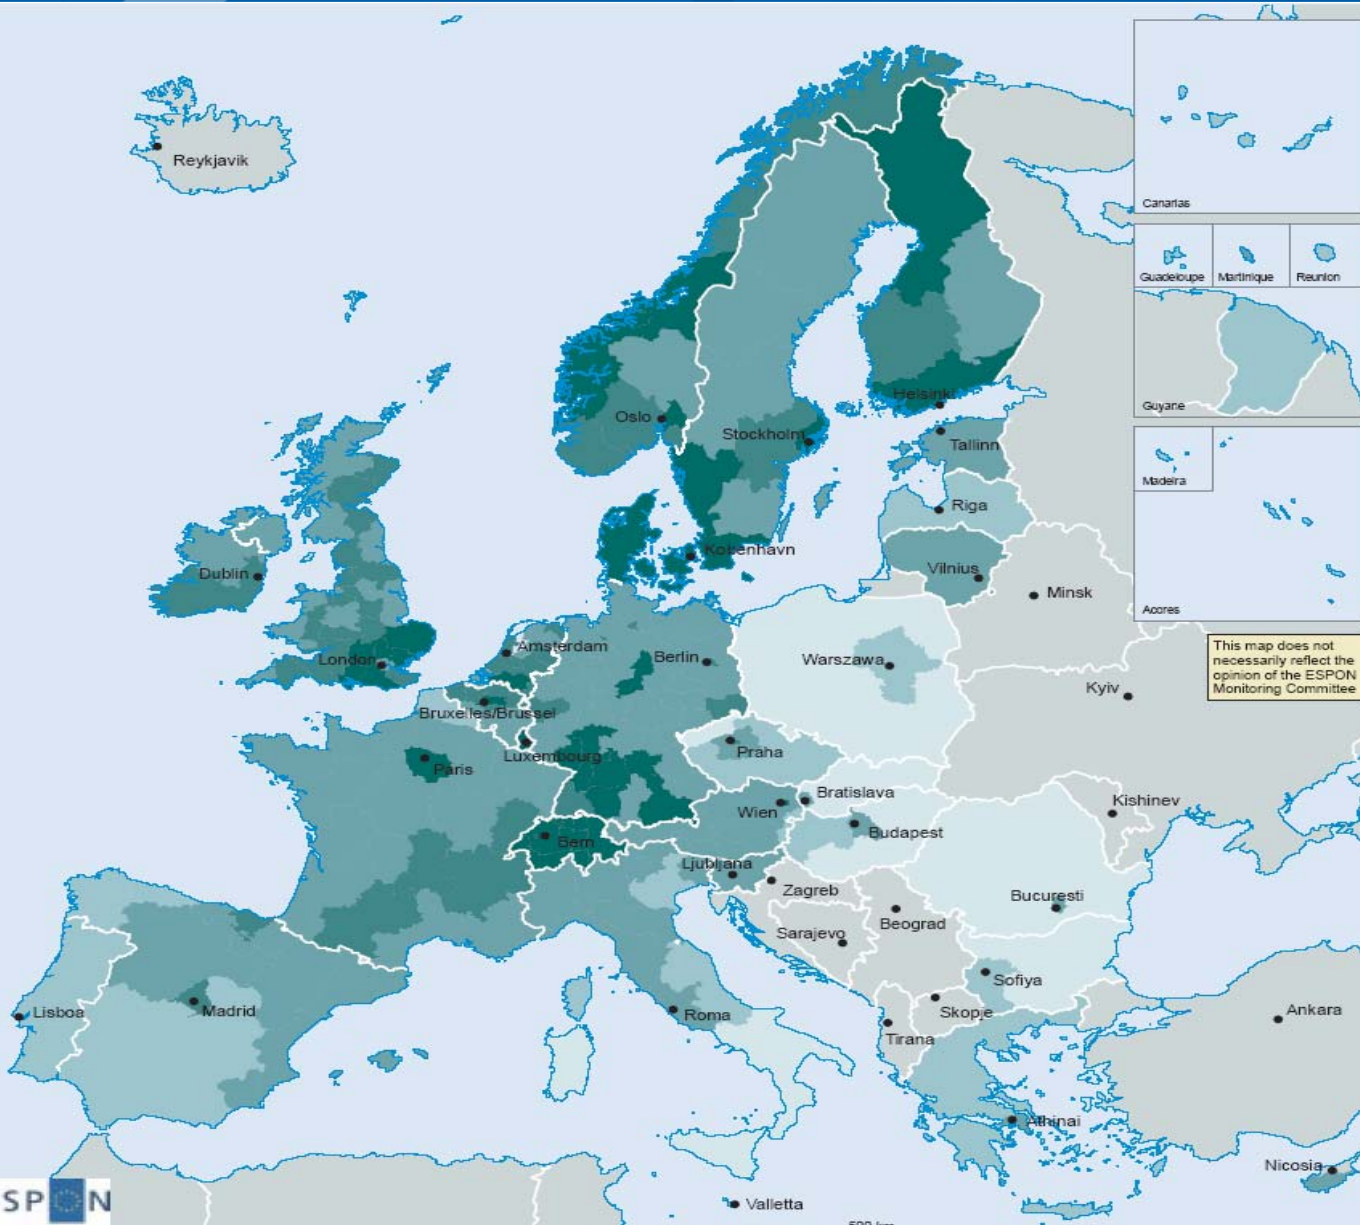 Reykjavik
Canarias
Guadeloupe
Martinique
Reunion
Guyane
Helsinki
Oslo
Stockholm
Tallinn
Madeira
Riga
København
Dublin
Vilnius
Minsk
Acores
This map does not
necessarily reflect the
opinion of the ESPON
Monitoring Committee
Amsterdam
London
Berlin
Warszawa
Kyiv
Bruxelles/Brussel
Luxembourg
Paris
Praha
Bratislava
Wien
Kishinev
Budapest
Bern
Ljubljana
Zagreb
Bucuresti
Beograd
Sarajevo
Sofiya
Lisboa
Madrid
Roma
Skopje
Ankara
Tirana
Athinai
Nicosia
SP N
Valletta
500 km